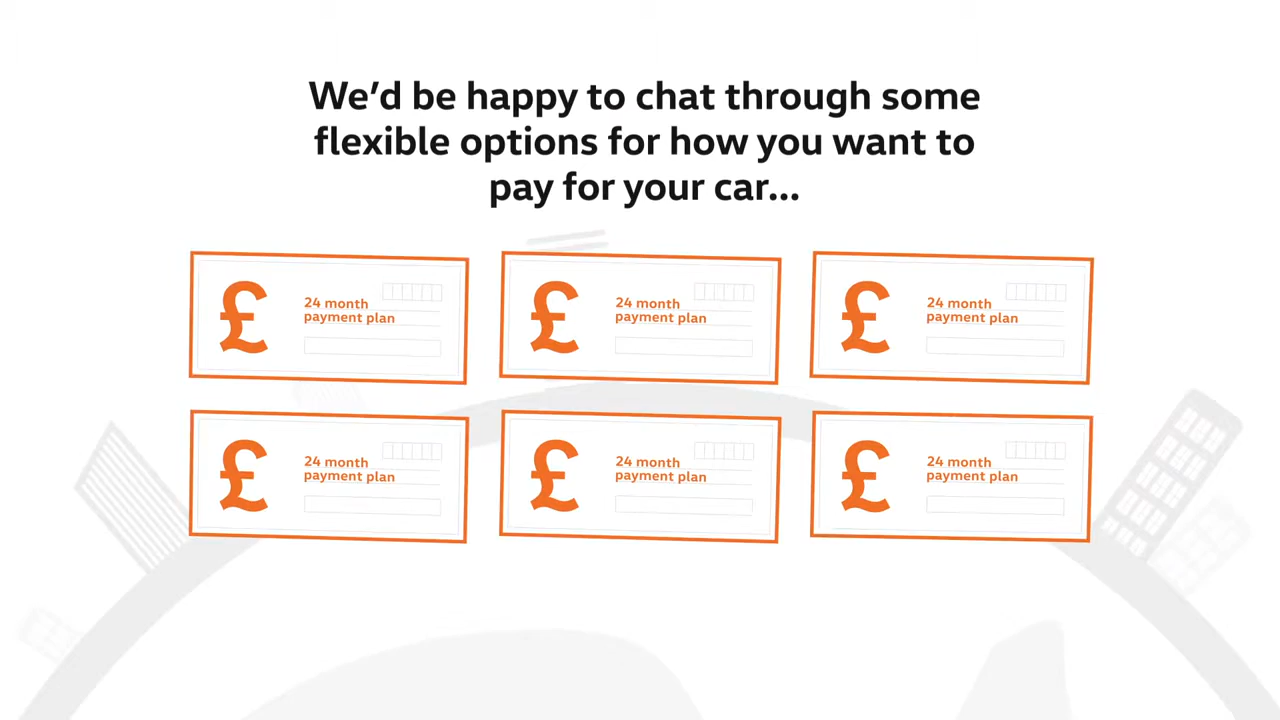 We’d be happy to chat through some
flexible options for how you want to
pay for your car...
£ 24 month
payment plan
£ 24 month
payment plan
£ 24 month
payment plan
£ 24 month
payment plan
£ 24 month
payment plan
£ 24 month
payment plan